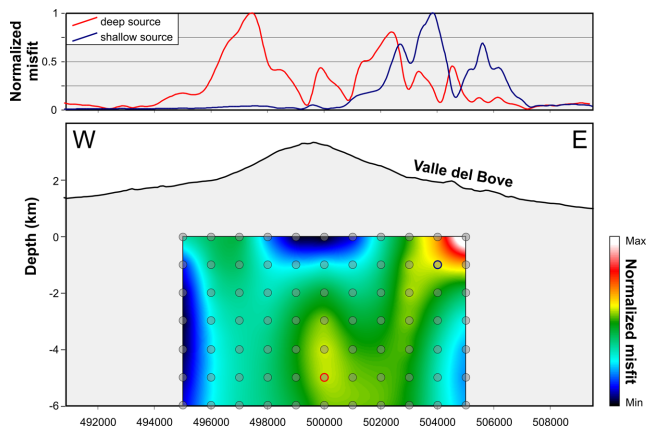 Normalized
misfit
1
0.5
0
deep source
shallow source
W
E
Valle del Bove
Depth (km)
2
0
-2
-4
-6
492000 494000 496000 498000 500000 502000 504000 506000 508000
Max
Normalized misfit
Min